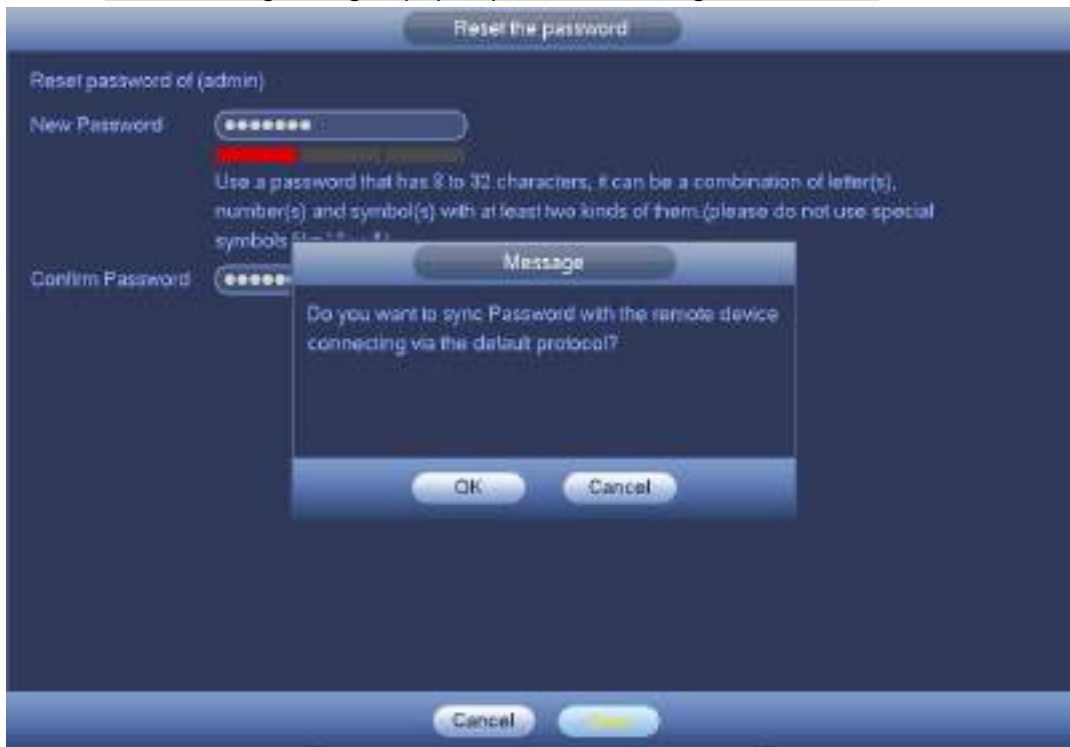 Reset the password
Reset password of (admin)
New Password
Use a password that has 8 to 32 characters, it can be a combination of letter(s),
number(s) and symbol(s) with at least two kinds of them.(please do not use special
symbols
Confirm Password
Message
Do you want to sync Password with the remote device
connecting via the default protocol?
OK Cancel
Cancel